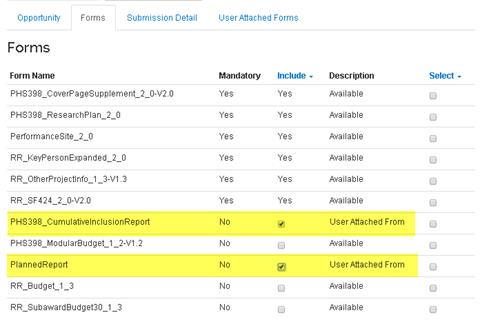 Opportunity Forms Submission Detail User Attached Forms
Forms
Form Name Mandatory Include Description Select
PHS398_CoverPageSupplement_2_0-V2.0 Yes Yes Available
PHS398_ResearchPlan_2_0 Yes Yes Available
PerformanceSite_2_0 Yes Yes Available
RR_KeyPersonExpanded_2_0 Yes Yes Available
RR_OtherProjectInfo_1_3-V1.3 Yes Yes Available
RR_SF424_2_0-V2.0 Yes Yes Available
PHS398_CumulativeInclusionReport No User Attached From
PHS398_ModularBudget_1_2-V1.2 No Available
PlannedReport No User Attached From
RR_Budget_1_3 No Available
RR_SubawardBudget30_1_3 No Available